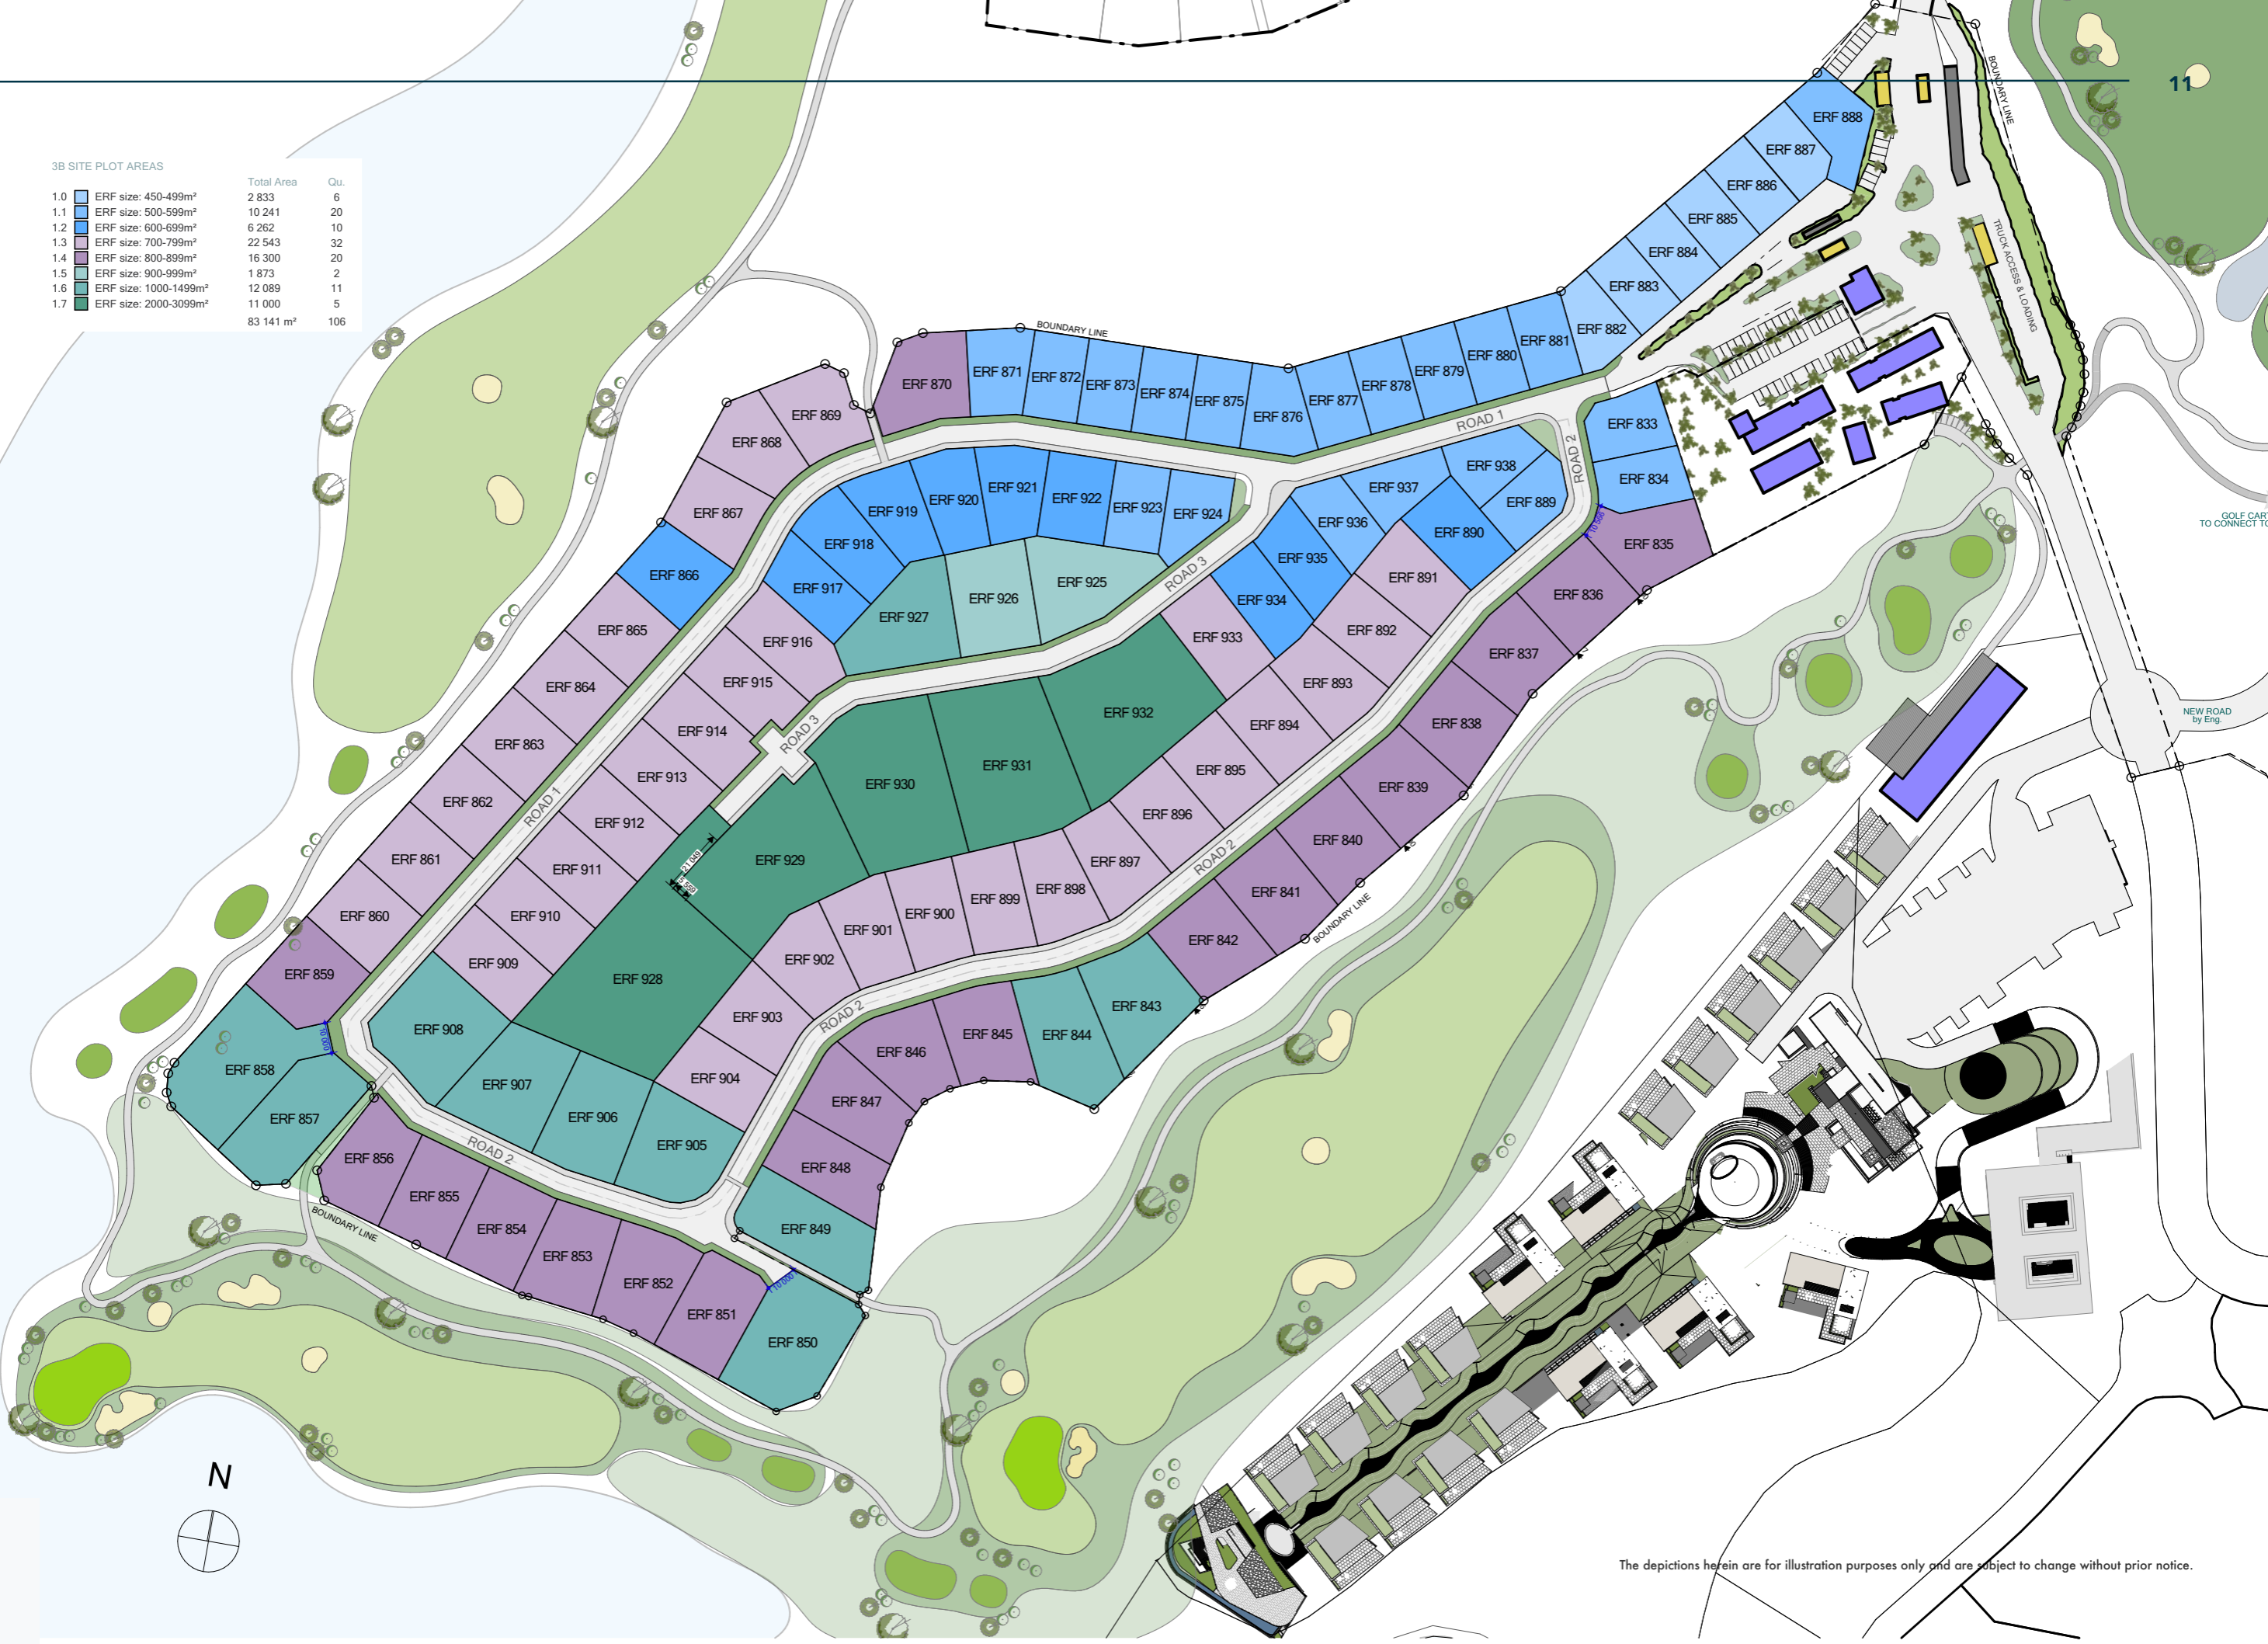 11
3B SITE PLOT AREAS
Total Area Qu.
1.0 ERF size: 450-499m² 2 833 6
1.1 ERF size: 500-599m² 10 241 20
1.2 ERF size: 600-699m² 6 262 10
1.3 ERF size: 700-799m² 22 543 32
1.4 ERF size: 800-899m² 16 300 20
1.5 ERF size: 900-999m² 1 873 2
1.6 ERF size: 1000-1499m² 12 089 11
1.7 ERF size: 2000-3099m² 11 000 5
83 141 m² 106
BOUNDARY LINE
ERF 888
ERF 887
ERF 886
ERF 885
ERF 884
ERF 883
ERF 882
TRUCK ACCESS & LOADING
BOUNDARY LINE
ERF 881
ERF 880
ERF 879
ERF 878
ERF 877
ERF 876
ERF 875
ERF 874
ERF 873
ERF 872
ERF 871
ERF 870
ERF 869
ERF 868
ERF 867
ERF 866
ERF 865
ERF 864
ERF 863
ERF 862
ERF 861
ERF 860
ERF 859
ERF 858
ERF 857
ROAD 1
ROAD 2
ERF 833
ERF 834
ERF 835
ERF 836
ERF 837
ERF 838
ERF 839
ERF 840
ERF 841
ERF 842
ERF 843
ERF 844
ERF 845
ERF 846
ERF 847
ERF 848
ERF 849
ERF 850
ERF 851
ERF 852
ERF 853
ERF 854
ERF 855
ERF 856
ERF 938
ERF 937
ERF 889
ERF 936
ERF 890
ERF 935
ERF 891
ERF 934
ERF 892
ERF 933
ERF 893
ERF 894
ERF 895
ERF 896
ERF 897
ERF 898
ERF 899
ERF 900
ERF 901
ERF 902
ERF 903
ERF 904
ERF 905
ERF 906
ERF 907
ERF 908
ERF 909
ERF 910
ERF 911
ERF 912
ERF 913
ERF 914
ERF 915
ERF 916
ERF 917
ERF 918
ERF 919
ERF 920
ERF 921
ERF 922
ERF 923
ERF 924
ERF 925
ERF 926
ERF 927
ROAD 3
ERF 932
ERF 931
ERF 930
ERF 929
ERF 928
ROAD 3
ROAD 1
ROAD 2
ROAD 2
ROAD 2
21 049
10 000
10 000
BOUNDARY LINE
BOUNDARY LINE
GOLF CAR
TO CONNECT TO
NEW ROAD
by Eng.
N
The depictions herein are for illustration purposes only and are subject to change without prior notice.